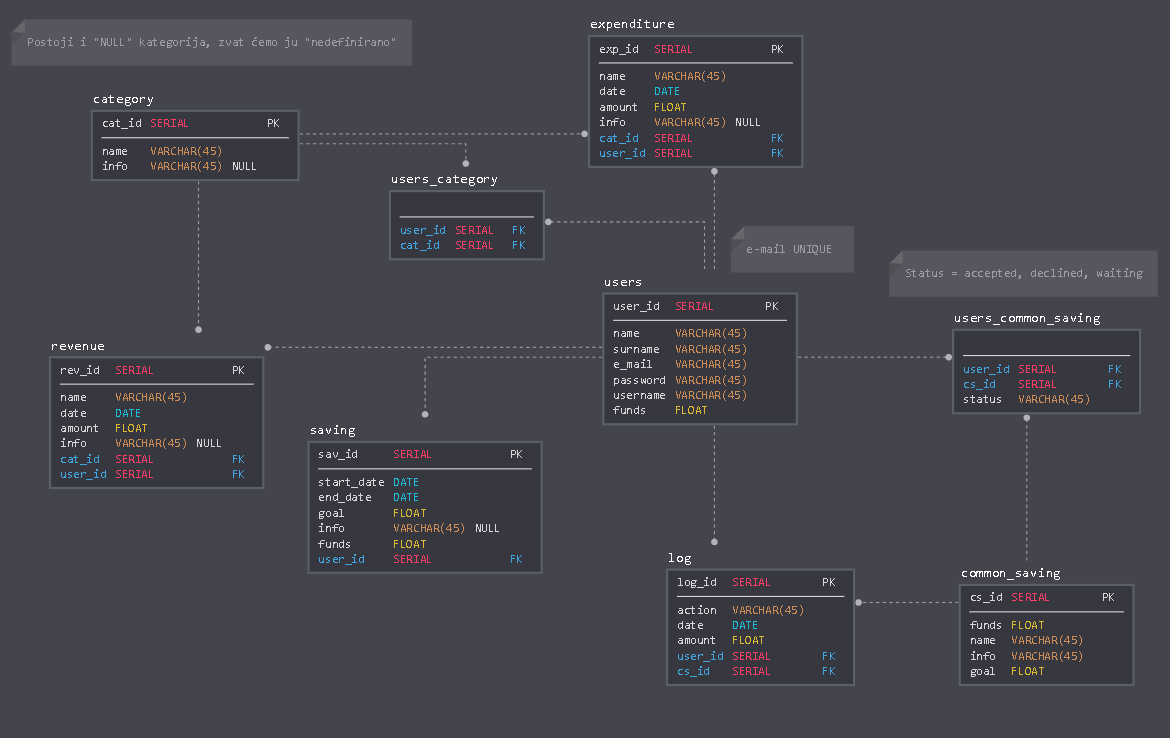 Postoji i "NULL" kategorija, zvat ćemo ju "nedefinirano"
expenditure
exp_id SERIAL PK
name VARCHAR(45)
date DATE
amount FLOAT
info VARCHAR(45) NULL
cat_id SERIAL FK
user_id SERIAL FK
category
cat_id SERIAL PK
name VARCHAR(45)
info VARCHAR(45) NULL
users_category
user_id SERIAL FK
cat_id SERIAL FK
e-mail UNIQUE
Status = accepted, declined, waiting
users
user_id SERIAL PK
name VARCHAR(45)
surname VARCHAR(45)
e_mail VARCHAR(45)
password VARCHAR(45)
username VARCHAR(45)
funds FLOAT
users_common_saving
user_id SERIAL FK
cs_id SERIAL FK
status VARCHAR(45)
revenue
rev_id SERIAL PK
name VARCHAR(45)
date DATE
amount FLOAT
info VARCHAR(45) NULL
cat_id SERIAL FK
user_id SERIAL FK
saving
sav_id SERIAL PK
start_date DATE
end_date DATE
goal FLOAT
info VARCHAR(45) NULL
funds FLOAT
user_id SERIAL FK
log
log_id SERIAL PK
action VARCHAR(45)
date DATE
amount FLOAT
user_id SERIAL FK
cs_id SERIAL FK
common_saving
cs_id SERIAL PK
funds FLOAT
name VARCHAR(45)
info VARCHAR(45)
goal FLOAT